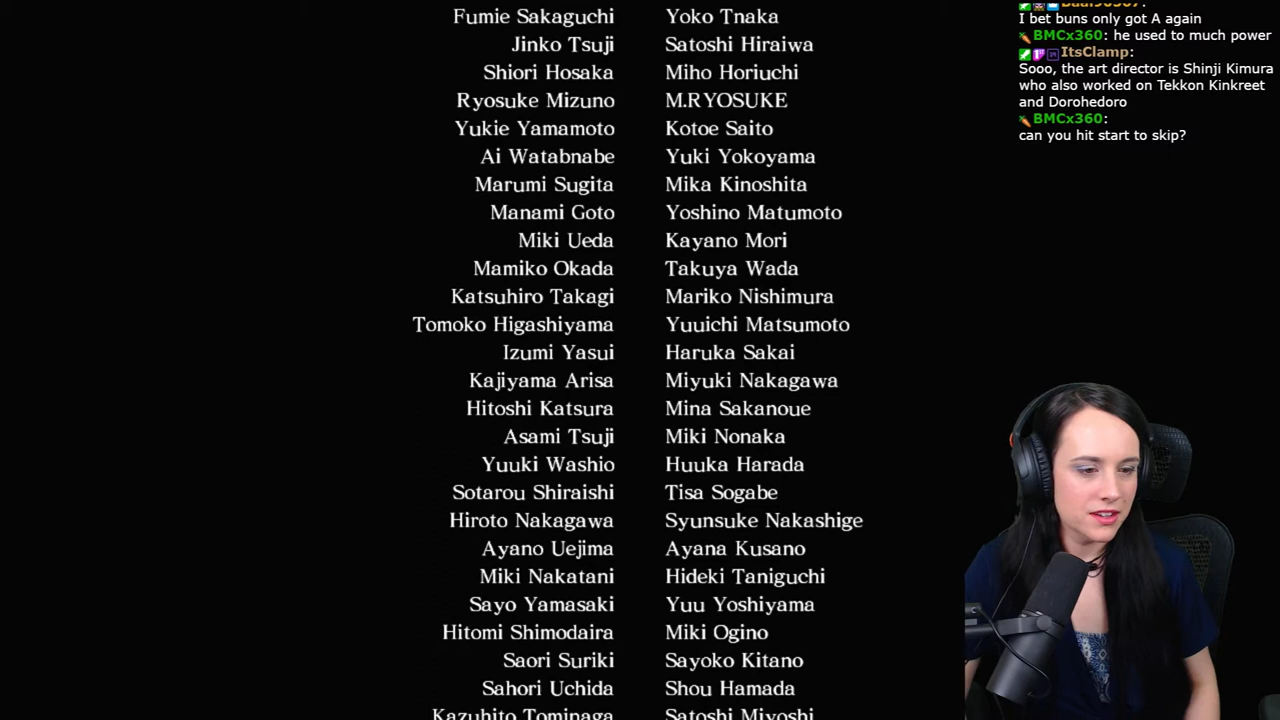 Fumie Sakaguchi Yoko Tnaka
Jinko Tsuji Satoshi Hiraiwa
Shiori Hosaka Miho Horiuchi
Ryosuke Mizuno M.RYOSUKE
Yukie Yamamoto Kotoe Saito
Ai Watabnabe Yuki Yokoyama
Marumi Sugita Mika Kinoshita
Manami Goto Yoshino Matumoto
Miki Ueda Kayano Mori
Mamiko Okada Takuya Wada
Katsuhiro Takagi Mariko Nishimura
Tomoko Higashiyama Yuuichi Matsumoto
Izumi Yasui Haruka Sakai
Kajiyama Arisa Miyuki Nakagawa
Hitoshi Katsura Mina Sakanoue
Asami Tsuji Miki Nonaka
Yuuki Washio Huuka Harada
Sotarou Shiraishi Tisa Sogabe
Hiroto Nakagawa Syunsuke Nakashige
Ayano Uejima Ayana Kusano
Miki Nakatani Hideki Taniguchi
Sayo Yamasaki Yuu Yoshiyama
Hitomi Shimodaira Miki Ogino
Saori Suriki Sayoko Kitano
Sahori Uchida Shou Hamada
Kazuhito Tominaga Satoshi Miyoshi
I bet buns only got A again
BMCx360: he used to much power
ItsClamp:
Sooo, the art director is Shinji Kimura
who also worked on Tekkon Kinkreet
and Dorohedoro
BMCx360:
can you hit start to skip?